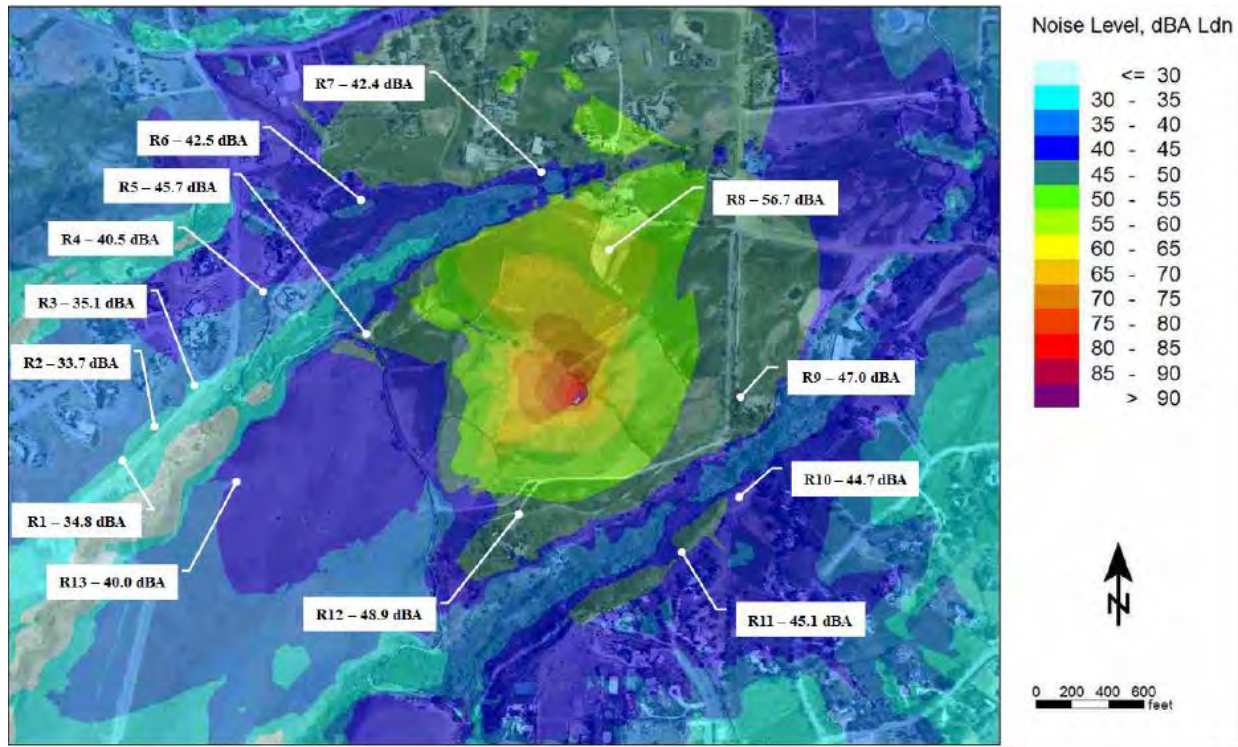 Noise Level, dBA Ldn
<= 30
30 - 35
35 - 40
40 - 45
45 - 50
50 - 55
55 - 60
60 - 65
65 - 70
70 - 75
75 - 80
80 - 85
85 - 90
> 90
R7 – 42.4 dBA
R6 – 42.5 dBA
R5 – 45.7 dBA
R8 – 56.7 dBA
R4 – 40.5 dBA
R3 – 35.1 dBA
R2 – 33.7 dBA
R9 – 47.0 dBA
R10 – 44.7 dBA
R1 – 34.8 dBA
R13 – 40.0 dBA
R12 – 48.9 dBA
R11 – 45.1 dBA
N
0 200 400 600
feet